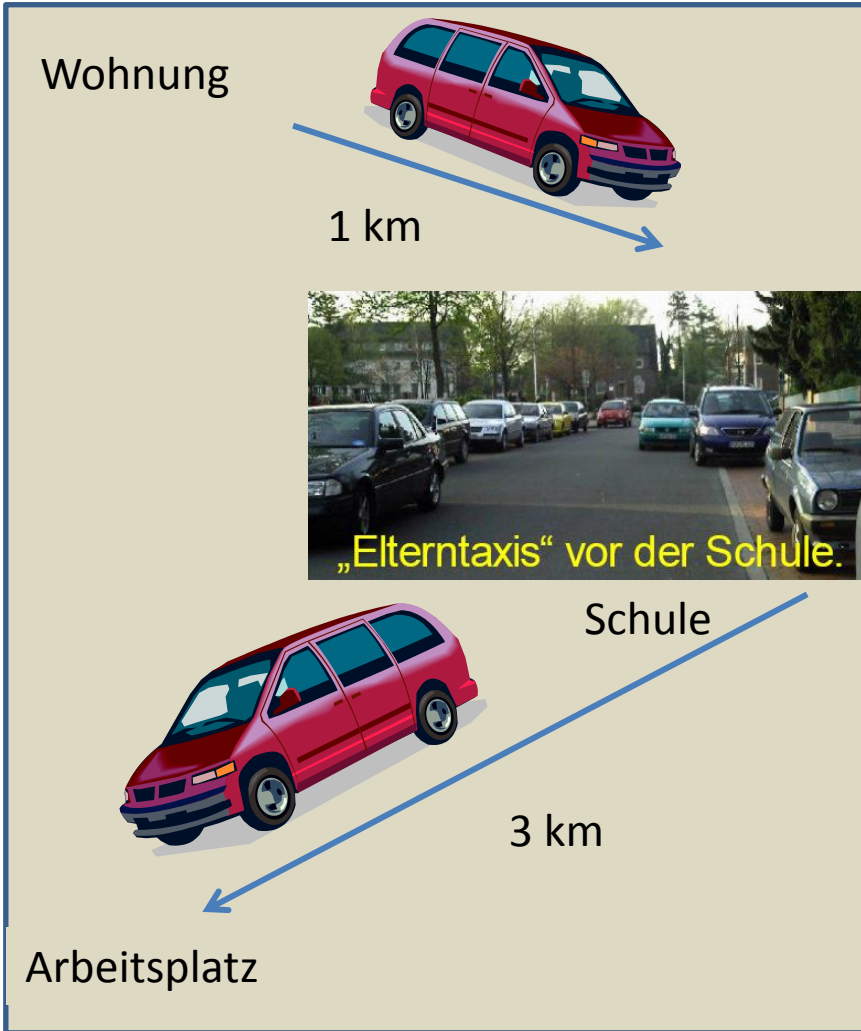 Wohnung
1 km
„Elterntaxis“ vor der Schule.
Schule
3 km
Arbeitsplatz